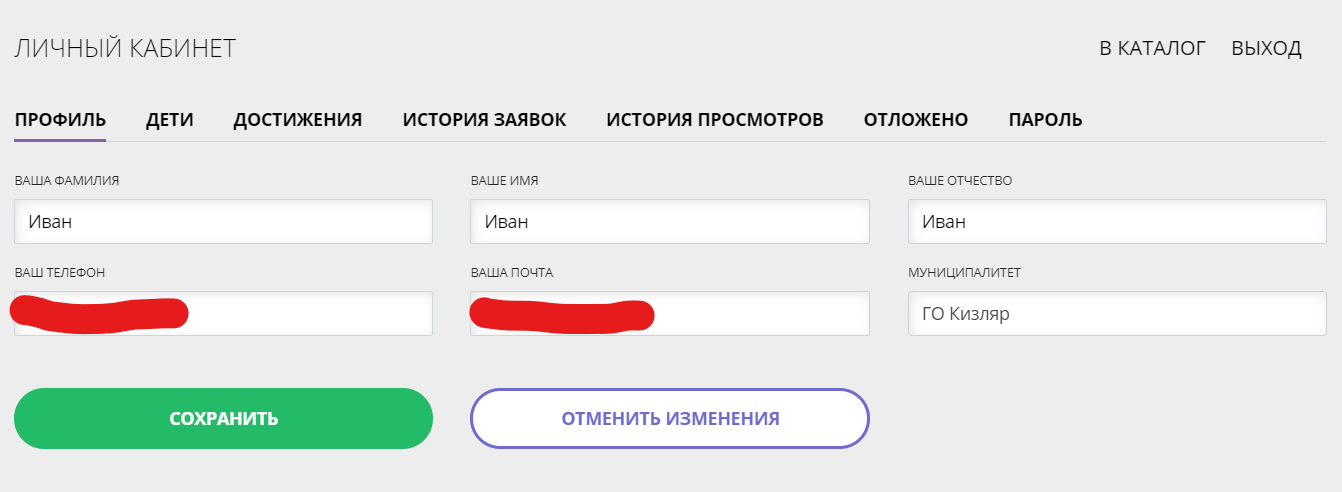 ЛИЧНЫЙ КАБИНЕТ
В КАТАЛОГ ВЫХОД
ПРОФИЛЬ ДЕТИ ДОСТИЖЕНИЯ ИСТОРИЯ ЗАЯВОК ИСТОРИЯ ПРОСМОТРОВ ОТЛОЖЕНО ПАРОЛЬ
ВАША ФАМИЛИЯ ВАШЕ ИМЯ ВАШЕ ОТЧЕСТВО
Иван Иван Иван
ВАШ ТЕЛЕФОН ВАША ПОЧТА МУНИЦИПАЛИТЕТ
ГО Кизляр
СОХРАНИТЬ ОТМЕНИТЬ ИЗМЕНЕНИЯ